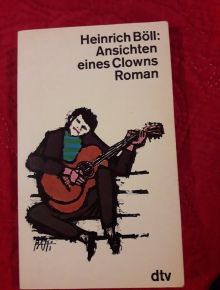 Heinrich Böll:
Ansichten
eines Clowns
Roman
dtv